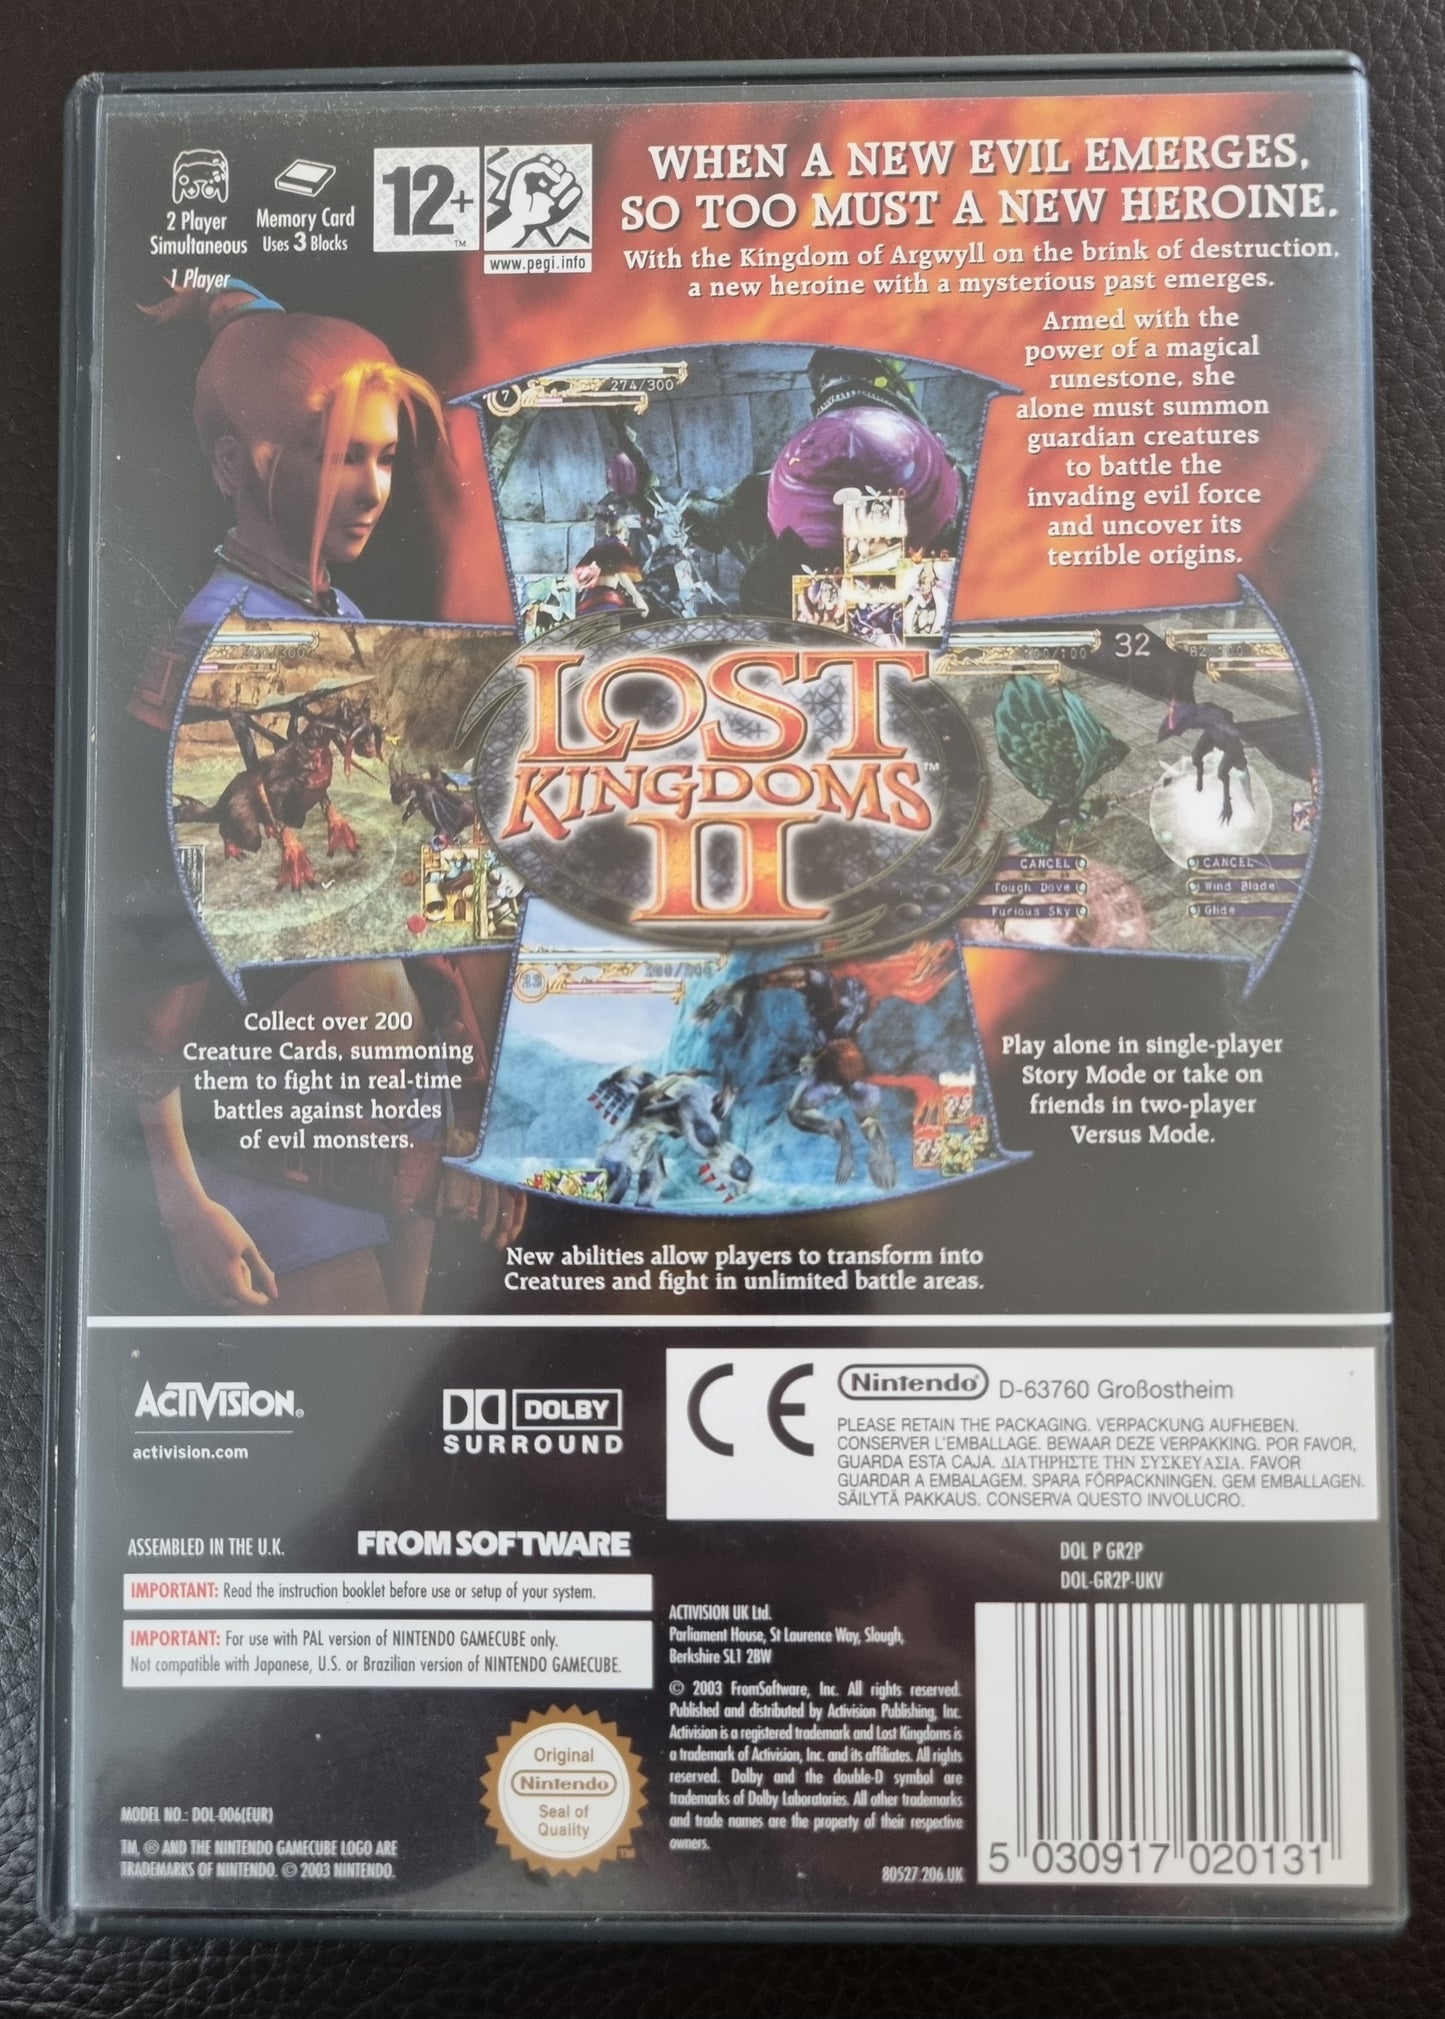 2 Player
Simultaneous
1 Player
Memory Card
Uses 3 Blocks
12+
™
www.pegi.info
WHEN A NEW EVIL EMERGES,
SO TOO MUST A NEW HEROINE.
With the Kingdom of Argwyll on the brink of destruction,
a new heroine with a mysterious past emerges.
Armed with the
power of a magical
runestone, she
alone must summon
guardian creatures
to battle the
invading evil force
and uncover its
terrible origins.
7
274/300
300/300
100/100
32
LOST
KINGDOMS™
II
CANCEL
Tough Dove
Furious Sky
CANCEL
Wind Blade
Glide
Collect over 200
Creature Cards, summoning
them to fight in real-time
battles against hordes
of evil monsters.
Play alone in single-player
Story Mode or take on
friends in two-player
Versus Mode.
New abilities allow players to transform into
Creatures and fight in unlimited battle areas.
ACTIVISION®
activision.com
DOLBY
SURROUND
CE
Nintendo® D-63760 Großostheim
PLEASE RETAIN THE PACKAGING. VERPACKUNG AUFHEBEN.
CONSERVER L'EMBALLAGE. BEWAAR DEZE VERPAKKING. POR FAVOR,
GUARDA ESTA CAJA. ΔΙΑΤΗΡΗΣΤΕ ΤΗΝ ΣΥΣΚΕΥΑΣΙΑ. FAVOR
GUARDAR A EMBALAGEM. SPARA FÖRPACKNINGEN. GEM EMBALLAGEN.
SÄILYTÄ PAKKAUS. CONSERVA QUESTO INVOLUCRO.
ASSEMBLED IN THE U.K.
FROMSOFTWARE
IMPORTANT: Read the instruction booklet before use or setup of your system.
IMPORTANT: For use with PAL version of NINTENDO GAMECUBE only.
Not compatible with Japanese, U.S. or Brazilian version of NINTENDO GAMECUBE.
DOL P GR2P
DOL-GR2P-UKV
ACTIVISION UK Ltd.
Parliament House, St Laurence Way, Slough,
Berkshire SL1 2BW
© 2003 FromSoftware, Inc. All rights reserved.
Published and distributed by Activision Publishing, Inc.
Activision is a registered trademark and Lost Kingdoms is
a trademark of Activision, Inc. and its affiliates. All rights
reserved. Dolby and the double-D symbol are
trademarks of Dolby Laboratories. All other trademarks
and trade names are the property of their respective
owners.
80527.206.UK
Original
Nintendo
Seal of
Quality
TM
MODEL NO.: DOL-006(EUR)
TM, ® AND THE NINTENDO GAMECUBE LOGO ARE
TRADEMARKS OF NINTENDO. © 2003 NINTENDO.
5 030917 020131